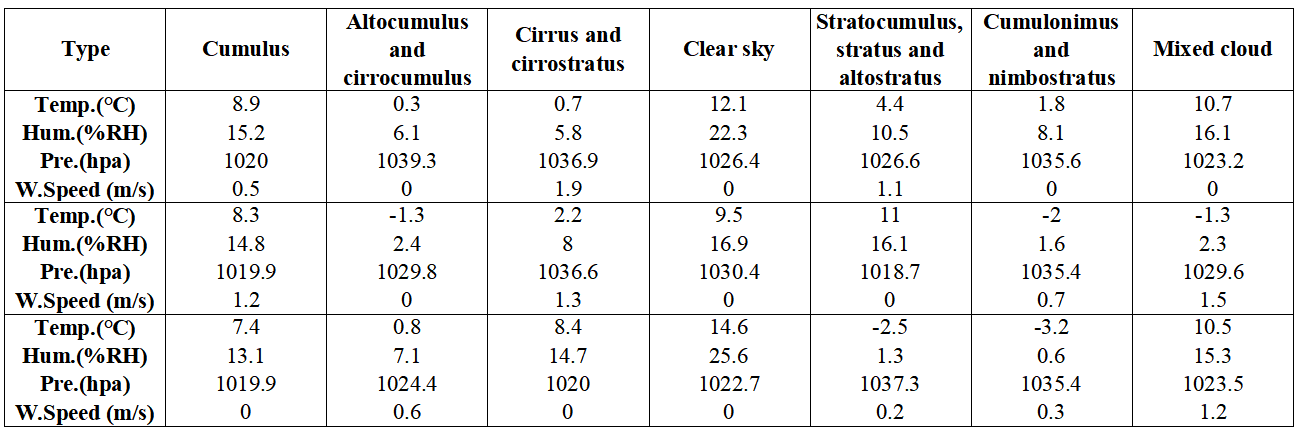 Type Cumulus Altocumulus and cirrocumulus Cirrus and cirrostratus Clear sky Stratocumulus, stratus and altostratus Cumulonimus and nimbostratus Mixed cloud
Temp.(°C) 8.9 0.3 0.7 12.1 4.4 1.8 10.7
Hum.(%RH) 15.2 6.1 5.8 22.3 10.5 8.1 16.1
Pre.(hpa) 1020 1039.3 1036.9 1026.4 1026.6 1035.6 1023.2
W.Speed (m/s) 0.5 0 1.9 0 1.1 0 0
Temp.(°C) 8.3 -1.3 2.2 9.5 11 -2 -1.3
Hum.(%RH) 14.8 2.4 8 16.9 16.1 1.6 2.3
Pre.(hpa) 1019.9 1029.8 1036.6 1030.4 1018.7 1035.4 1029.6
W.Speed (m/s) 1.2 0 1.3 0 0 0.7 1.5
Temp.(°C) 7.4 0.8 8.4 14.6 -2.5 -3.2 10.5
Hum.(%RH) 13.1 7.1 14.7 25.6 1.3 0.6 15.3
Pre.(hpa) 1019.9 1024.4 1020 1022.7 1037.3 1035.4 1023.5
W.Speed (m/s) 0 0.6 0 0 0.2 0.3 1.2